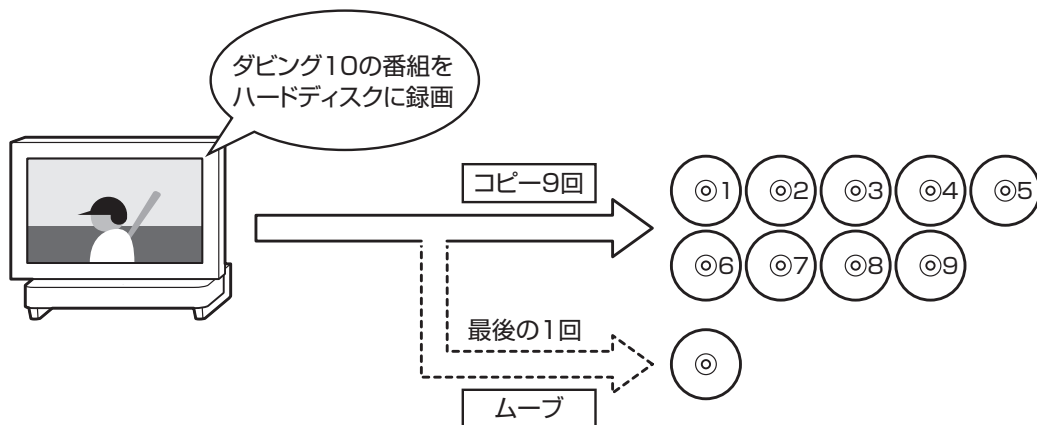 ダビング10の番組を
ハードディスクに録画
コピー9回
1 2 3 4 5
6 7 8 9
最後の1回
ムーブ